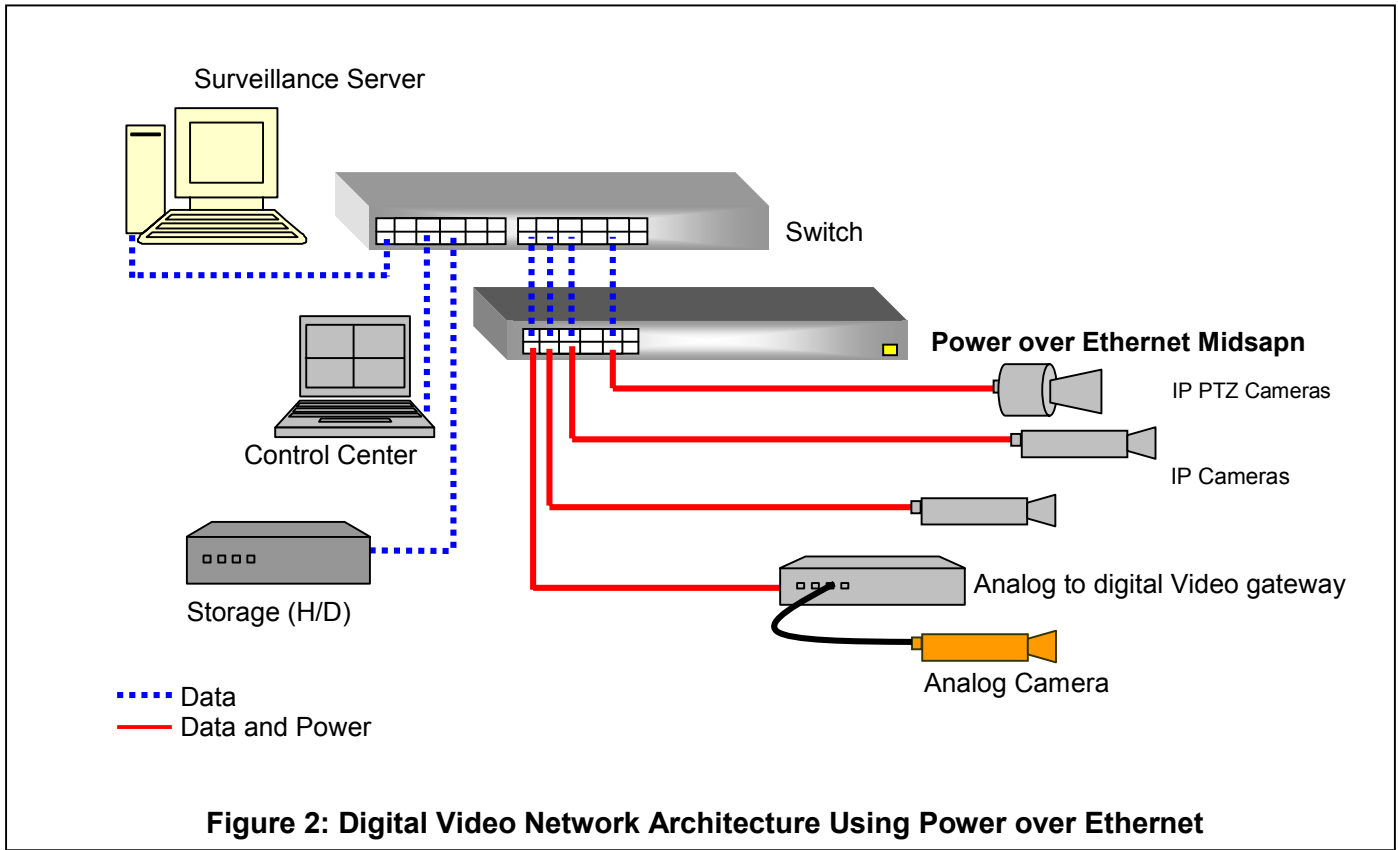 Surveillance Server
Switch
Power over Ethernet Midsapn
IP PTZ Cameras
Control Center
IP Cameras
Storage (H/D)
Analog to digital Video gateway
Analog Camera
Data
Data and Power
Figure 2: Digital Video Network Architecture Using Power over Ethernet